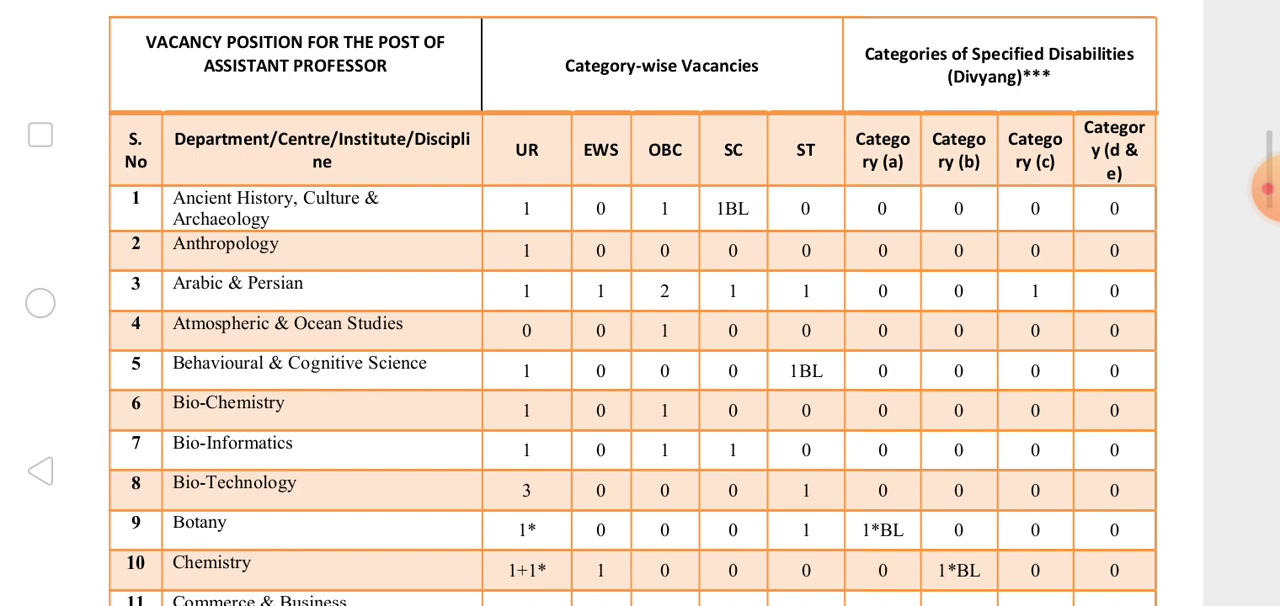 VACANCY POSITION FOR THE POST OF
ASSISTANT PROFESSOR
Category-wise Vacancies
Categories of Specified Disabilities
(Divyang)***
S.
No
Department/Centre/Institute/Discipli
ne
UR
EWS
OBC
SC
ST
Catego
ry (a)
Catego
ry (b)
Catego
ry (c)
Categor
y (d &
e)
1 Ancient History, Culture &
Archaeology
1 0 1 1BL 0 0 0 0 0
2 Anthropology 1 0 0 0 0 0 0 0 0
3 Arabic & Persian 1 1 2 1 1 0 0 1 0
4 Atmospheric & Ocean Studies 0 0 1 0 0 0 0 0 0
5 Behavioural & Cognitive Science 1 0 0 0 1BL 0 0 0 0
6 Bio-Chemistry 1 0 1 0 0 0 0 0 0
7 Bio-Informatics 1 0 1 1 0 0 0 0 0
8 Bio-Technology 3 0 0 0 1 0 0 0 0
9 Botany 1* 0 0 0 1 1*BL 0 0 0
10 Chemistry 1+1* 1 0 0 0 0 1*BL 0 0
11 Commerce & Business